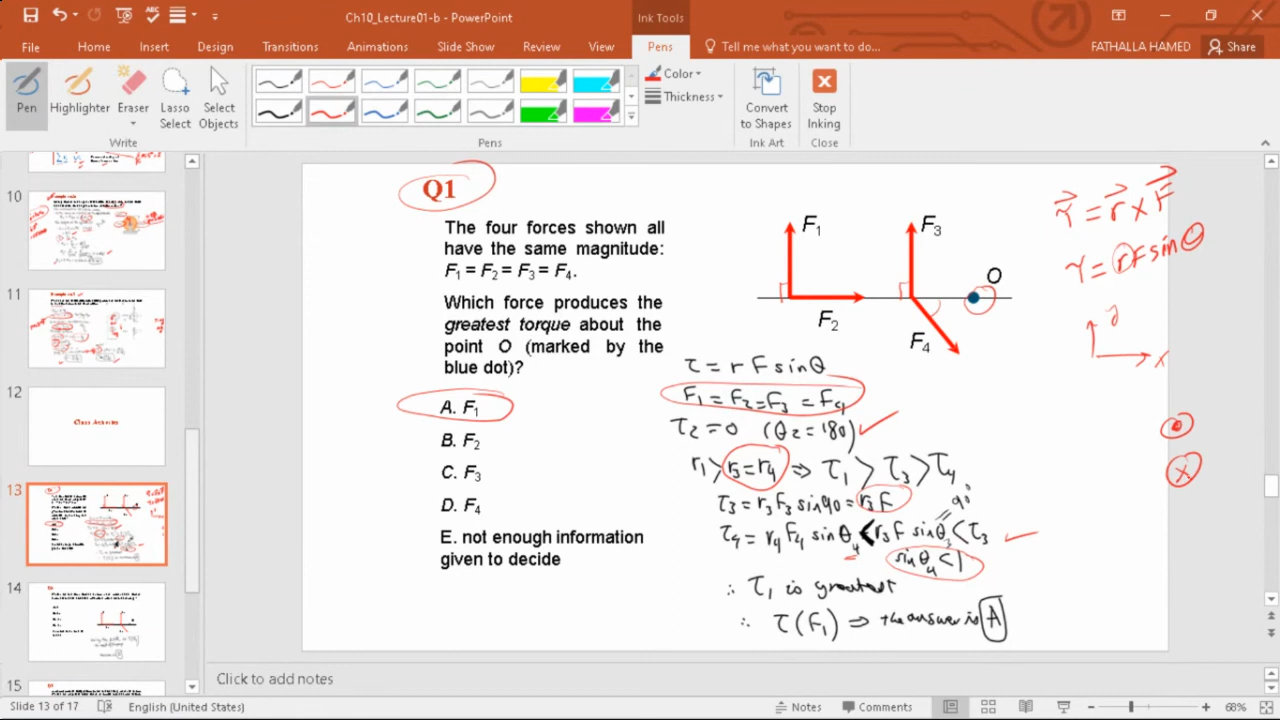 Ch10_Lecture01-b - PowerPoint
Ink Tools
File
Home
Insert
Design
Transitions
Animations
Slide Show
Review
View
Pens
Tell me what you want to do...
FATHALLA HAMED
Share
Pen
Highlighter
Eraser
Lasso Select
Select Objects
Color
Thickness
Convert to Shapes
Stop Inking
Write
Pens
Ink Art
Close
10
11
12
Class Activities
13
14
15
Q1
The four forces shown all
have the same magnitude:
F₁ = F₂ = F₃ = F₄.
Which force produces the
greatest torque about the
point O (marked by the
blue dot)?
A. F₁
B. F₂
C. F₃
D. F₄
E. not enough information
given to decide
F₁
F₃
O
F₂
F₄
τ = r × F
τ = rF sinθ
x
τ = r F sinθ
F₁ = F₂ = F₃ = F₄
τ₂ = 0 (θ₂ = 180)
r₁ > r₃ = r₄ ⇒ τ₁ > τ₃ > τ₄
τ₃ = r₃ F₃ sin 90 = r₃ F
90°
τ₄ = r₄ F₄ sin θ₄ < r₃ F sin θ₃ < τ₃
sin θ₄ < 1
∴ τ₁ is greatest
∴ τ(F₁) ⇒ the answer is A
Click to add notes
Slide 13 of 17
English (United States)
Notes
Comments
68%